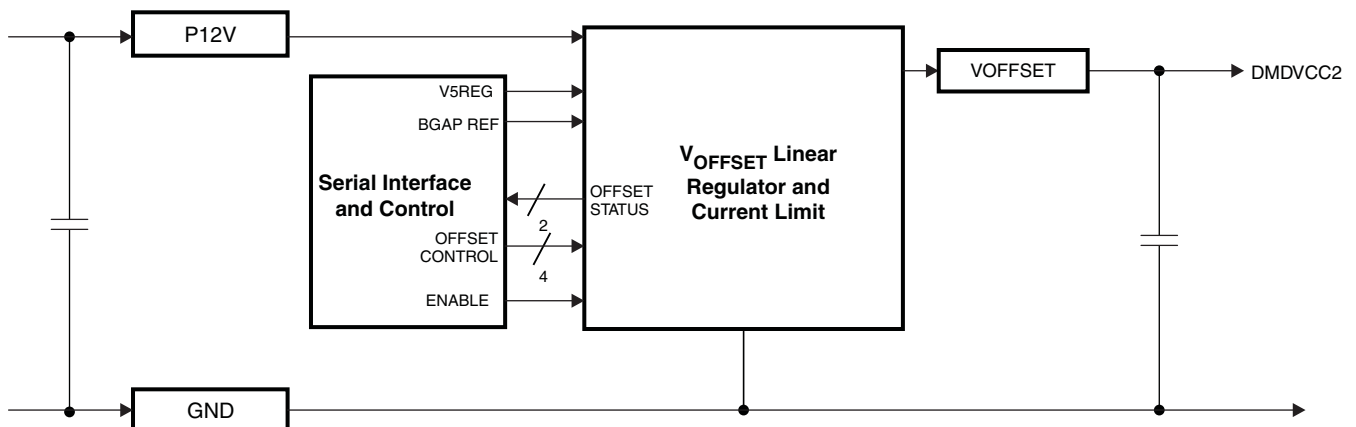 P12V
V5REG
BGAP REF
Serial Interface
and Control
OFFSET
CONTROL
ENABLE
2
4
OFFSET
STATUS
VOFFSET Linear
Regulator and
Current Limit
VOFFSET
DMDVCC2
GND